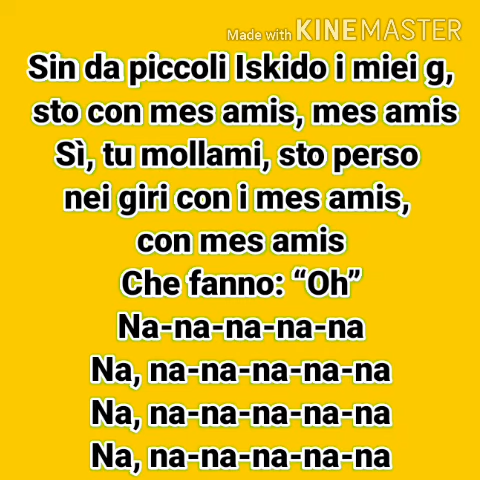 Made with KINEMASTER
Sin da piccoli Iskido i miei g,
sto con mes amis, mes amis
Sì, tu mollami, sto perso
nei giri con i mes amis,
con mes amis
Che fanno: “Oh”
Na-na-na-na-na
Na, na-na-na-na-na
Na, na-na-na-na-na
Na, na-na-na-na-na